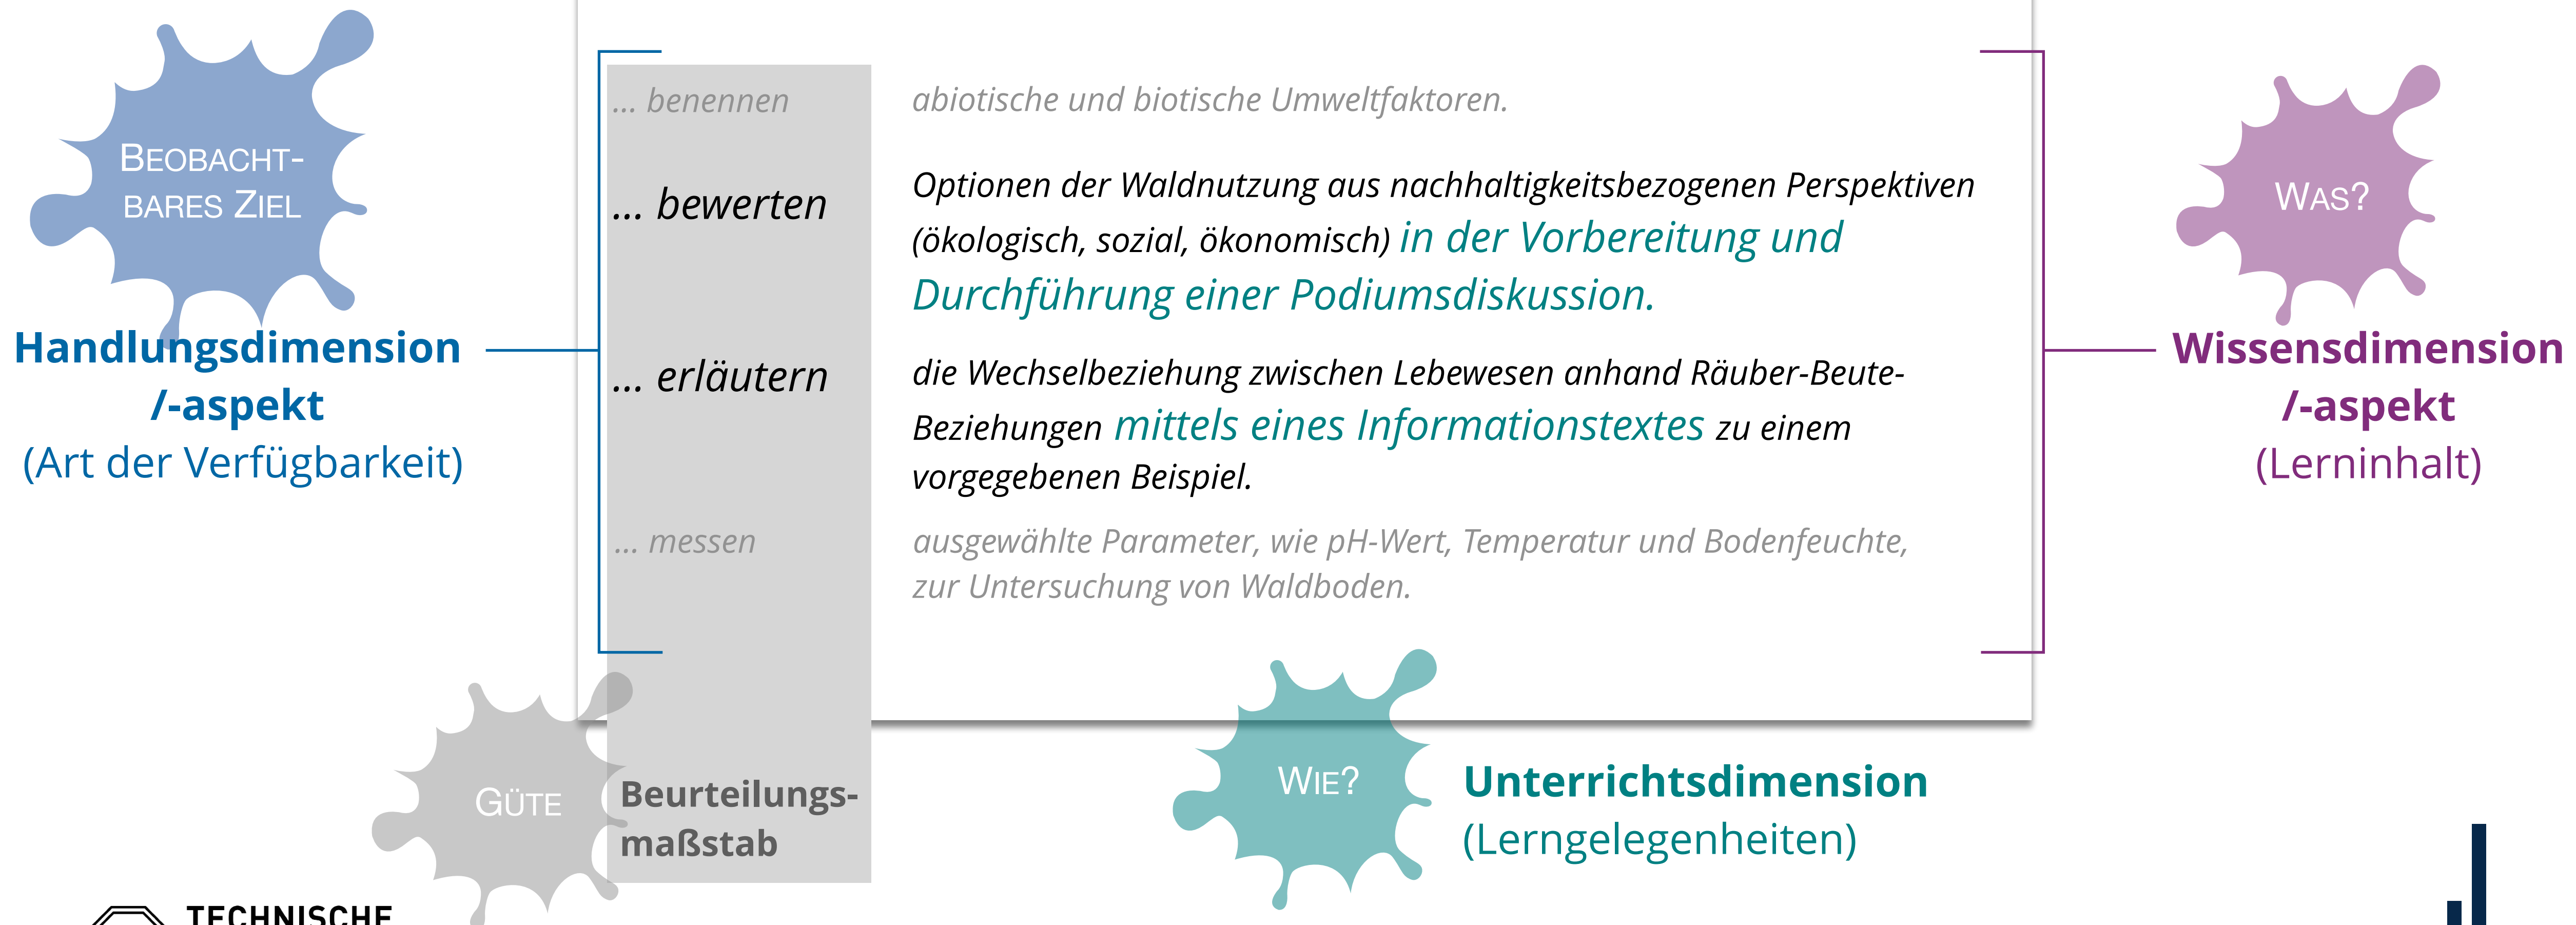 BEOBACHT-
BARES ZIEL
Handlungsdimension
/-aspekt
(Art der Verfügbarkeit)
... benennen
abiotische und biotische Umweltfaktoren.
... bewerten
Optionen der Waldnutzung aus nachhaltigkeitsbezogenen Perspektiven
(ökologisch, sozial, ökonomisch) in der Vorbereitung und
Durchführung einer Podiumsdiskussion.
... erläutern
die Wechselbeziehung zwischen Lebewesen anhand Räuber-Beute-
Beziehungen mittels eines Informationstextes zu einem
vorgegebenen Beispiel.
... messen
ausgewählte Parameter, wie pH-Wert, Temperatur und Bodenfeuchte,
zur Untersuchung von Waldboden.
WAS?
Wissensdimension
/-aspekt
(Lerninhalt)
GÜTE
Beurteilungs-
maßstab
WIE?
Unterrichtsdimension
(Lerngelegenheiten)
TECHNISCHE